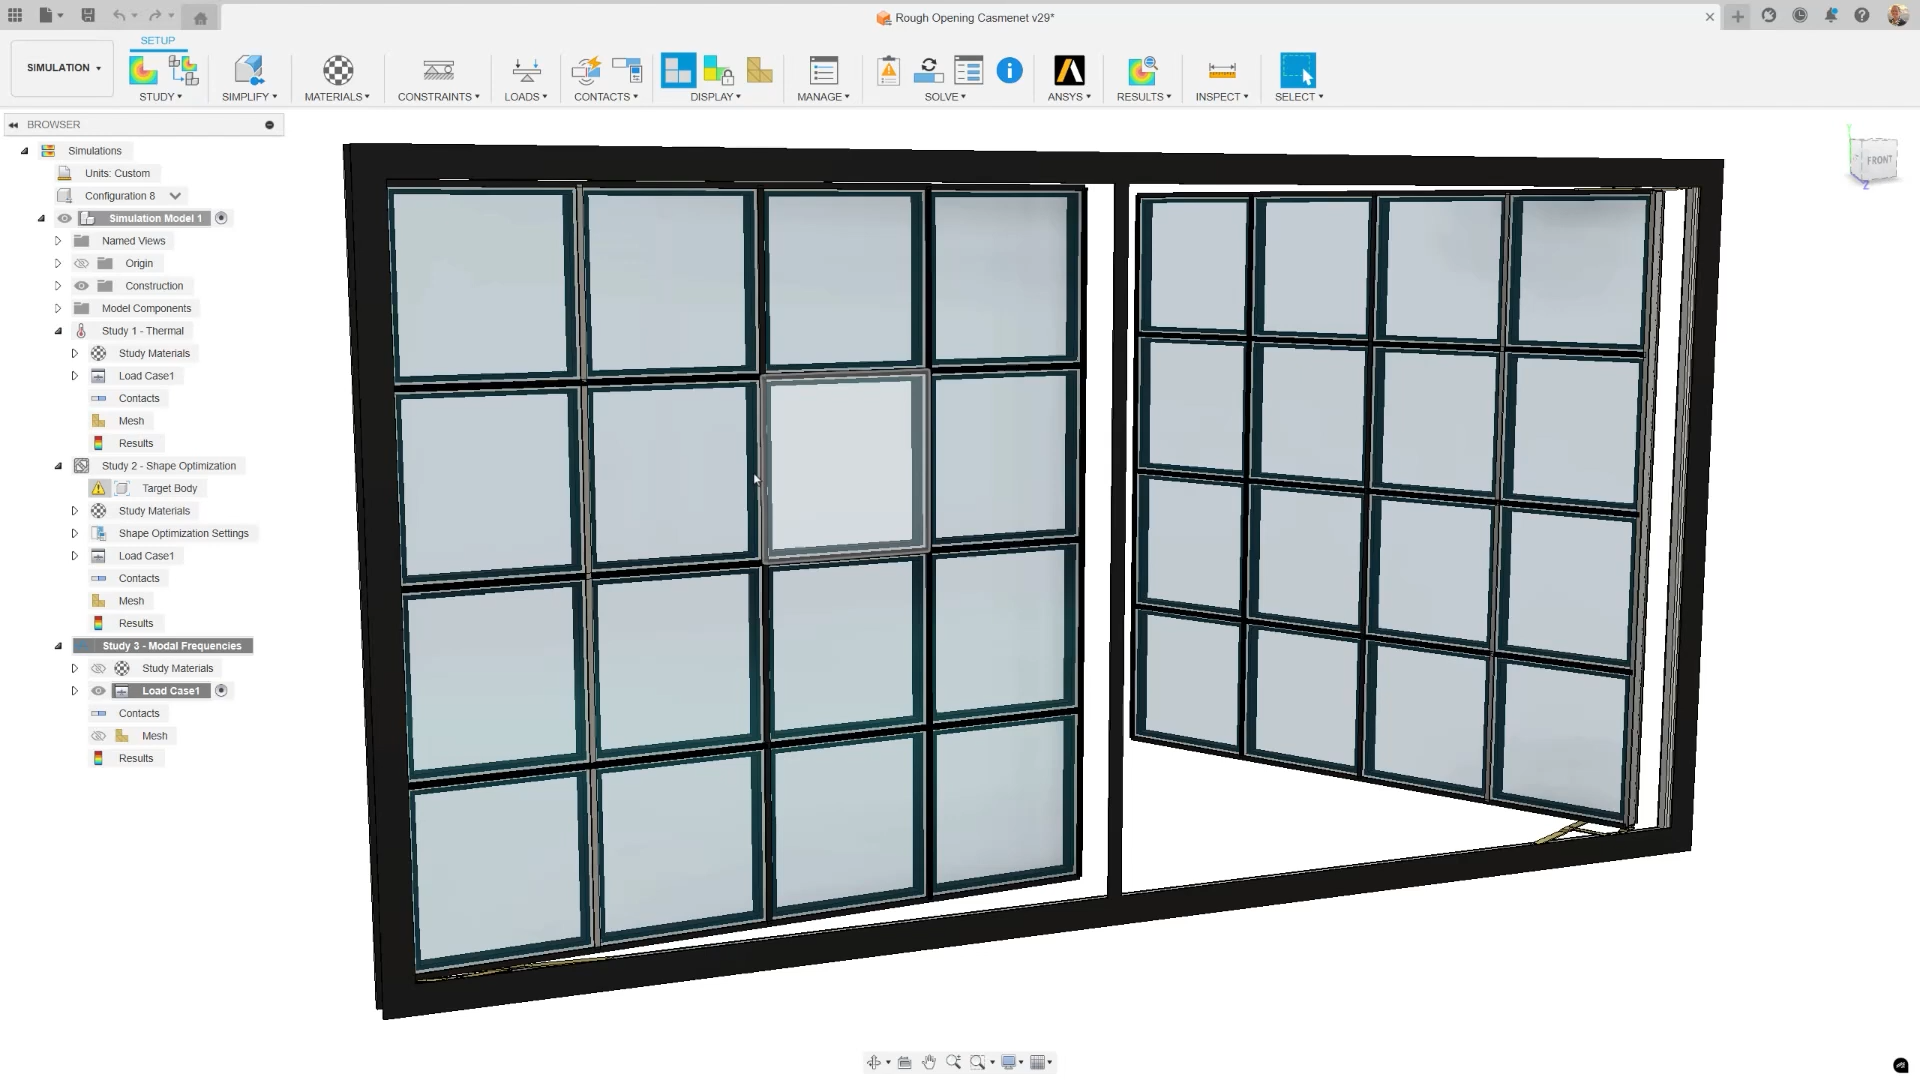 Rough Opening Casmenet v29*
SETUP
SIMULATION
STUDY
SIMPLIFY
MATERIALS
CONSTRAINTS
LOADS
CONTACTS
DISPLAY
MANAGE
SOLVE
ANSYS
RESULTS
INSPECT
SELECT
BROWSER
Simulations
Units: Custom
Configuration 8
Simulation Model 1
Named Views
Origin
Construction
Model Components
Study 1 - Thermal
Study Materials
Load Case1
Contacts
Mesh
Results
Study 2 - Shape Optimization
Target Body
Study Materials
Shape Optimization Settings
Load Case1
Contacts
Mesh
Results
Study 3 - Modal Frequencies
Study Materials
Load Case1
Contacts
Mesh
Results
FRONT
Z